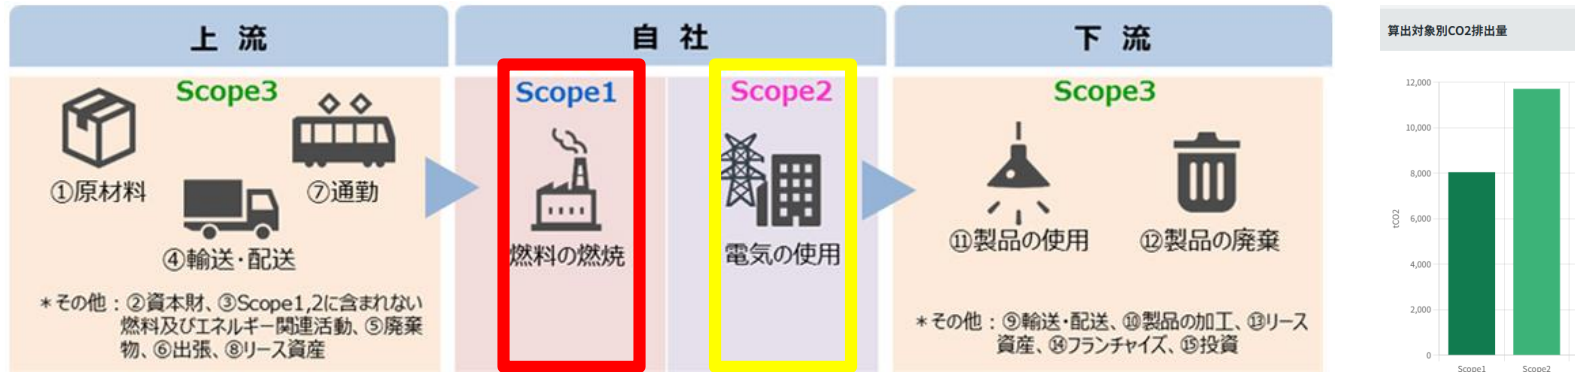 上 流
Scope3
①原材料
⑦通勤
④輸送・配送
＊その他：②資本財、③Scope1,2に含まれない
燃料及びエネルギー関連活動、⑤廃棄
物、⑥出張、⑧リース資産
自 社
Scope1
燃料の燃焼
Scope2
電気の使用
下 流
Scope3
⑪製品の使用
⑫製品の廃棄
＊その他：⑨輸送・配送、⑩製品の加工、⑬リース
資産、⑭フランチャイズ、⑮投資
算出対象別CO2排出量
12,000
10,000
8,000
6,000
4,000
2,000
0
tCO2
Scope1
Scope2